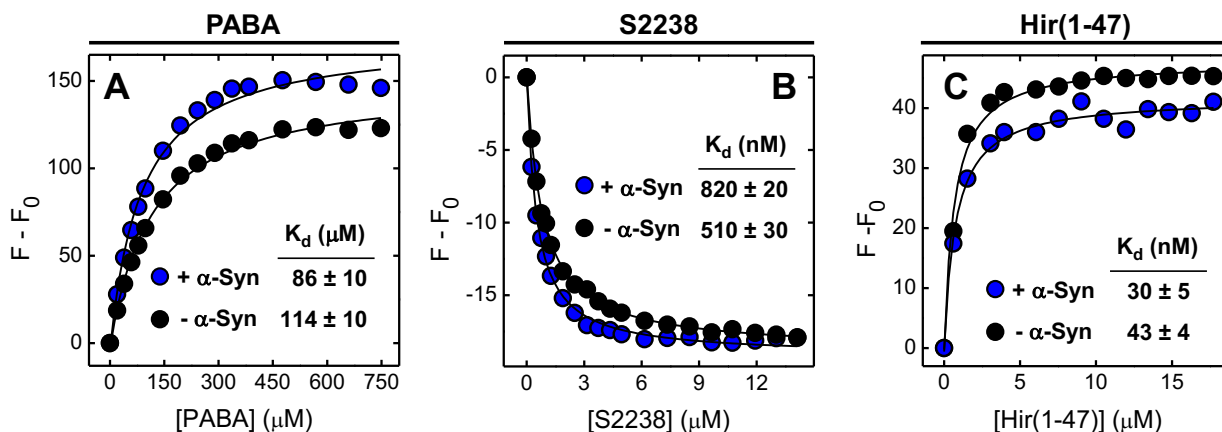 PABA
A
F - F0
150
100
50
0
Kd (μM)
+ α-Syn 86 ± 10
- α-Syn 114 ± 10
0 150 300 450 600 750
[PABA] (μM)
S2238
B
F - F0
0
-5
-10
-15
Kd (nM)
+ α-Syn 820 ± 20
- α-Syn 510 ± 30
0 3 6 9 12
[S2238] (μM)
Hir(1-47)
C
F -F0
40
30
20
10
0
Kd (nM)
+ α-Syn 30 ± 5
- α-Syn 43 ± 4
0 5 10 15
[Hir(1-47)] (μM)